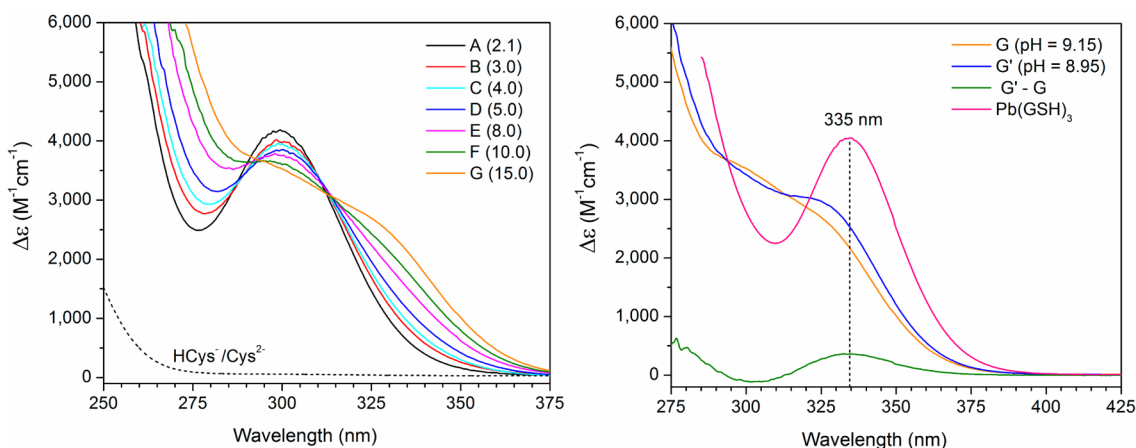 6,000
5,000
4,000
3,000
2,000
1,000
0
Δε (M⁻¹cm⁻¹)
A (2.1)
B (3.0)
C (4.0)
D (5.0)
E (8.0)
F (10.0)
G (15.0)
HCys⁻/Cys²⁻
250 275 300 325 350 375
Wavelength (nm)
6,000
5,000
4,000
3,000
2,000
1,000
0
Δε (M⁻¹cm⁻¹)
G (pH = 9.15)
G' (pH = 8.95)
G' - G
Pb(GSH)₃
335 nm
275 300 325 350 375 400 425
Wavelength (nm)